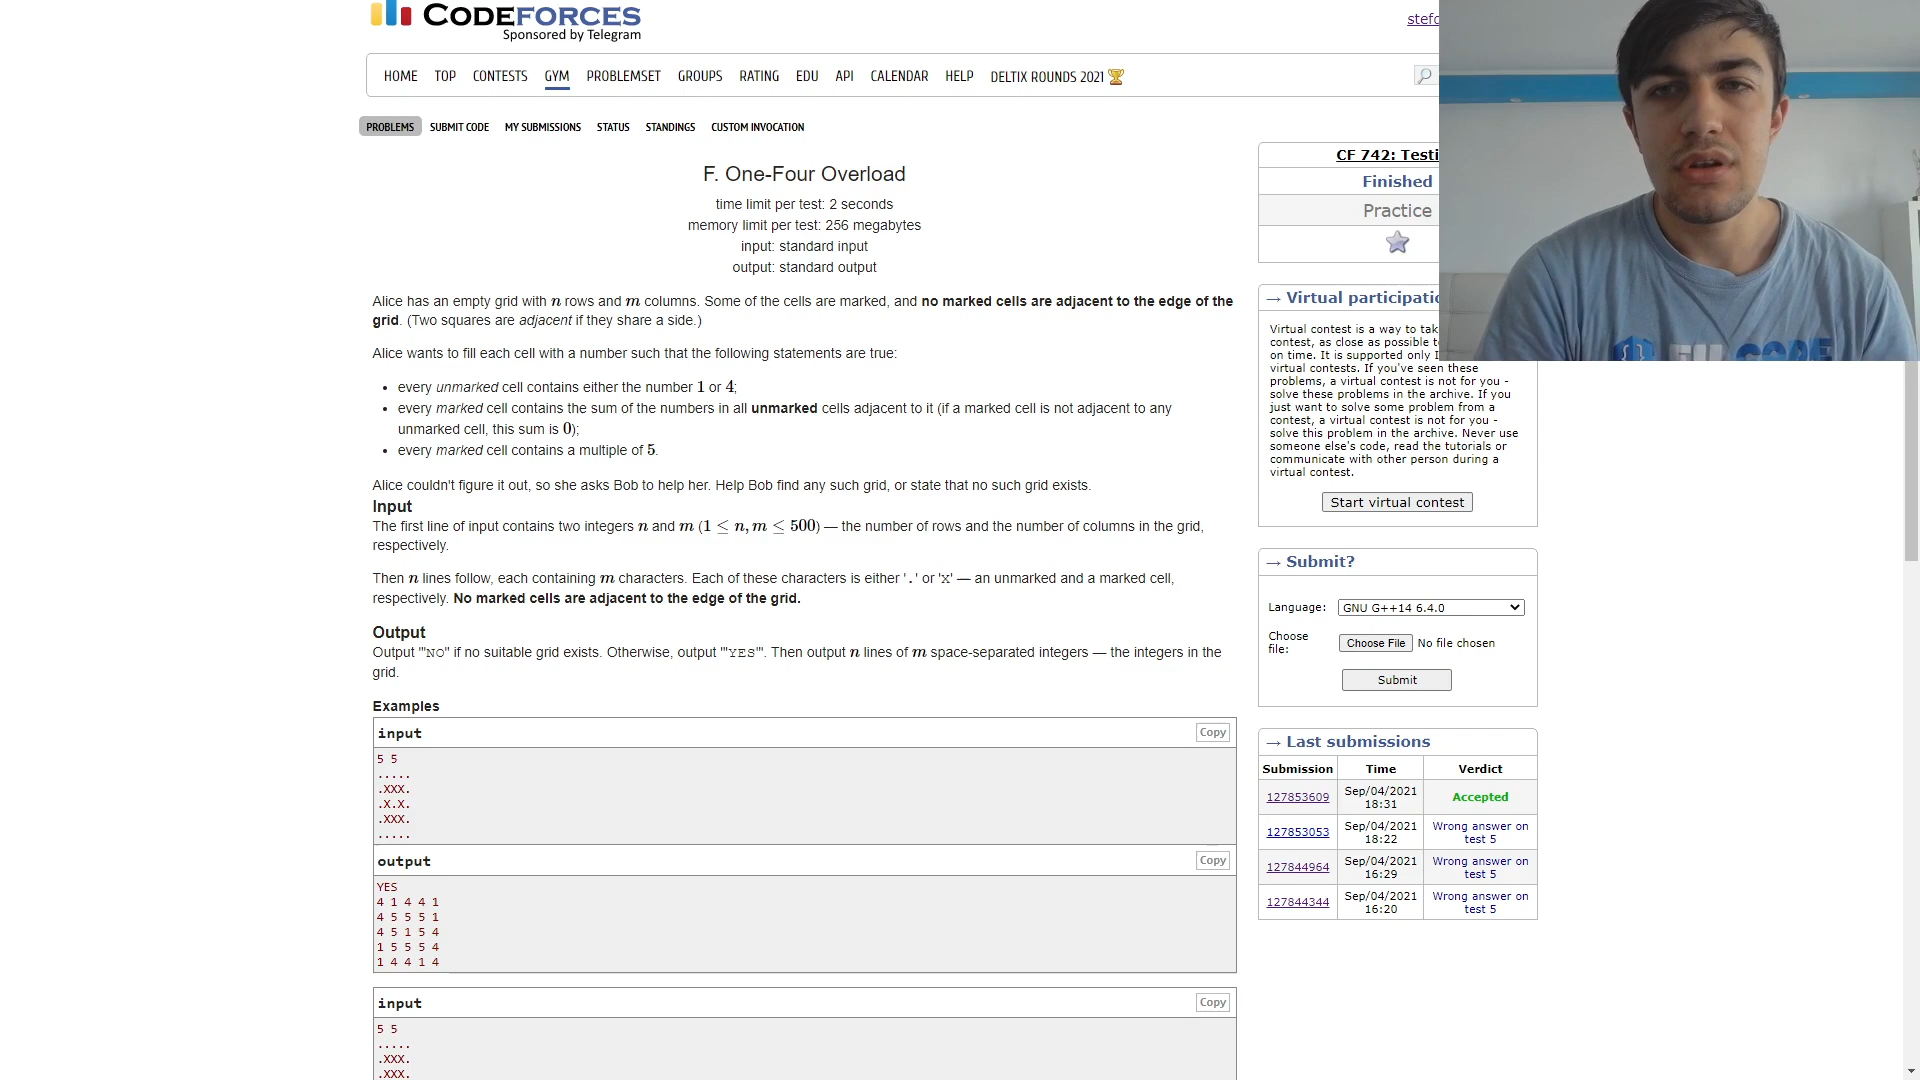 CODEFORCES
Sponsored by Telegram
HOME TOP CONTESTS GYM PROBLEMSET GROUPS RATING EDU API CALENDAR HELP DELTIX ROUNDS 2021
PROBLEMS SUBMIT CODE MY SUBMISSIONS STATUS STANDINGS CUSTOM INVOCATION
F. One-Four Overload
time limit per test: 2 seconds
memory limit per test: 256 megabytes
input: standard input
output: standard output
Alice has an empty grid with n rows and m columns. Some of the cells are marked, and no marked cells are adjacent to the edge of the
grid. (Two squares are adjacent if they share a side.)
Alice wants to fill each cell with a number such that the following statements are true:
• every unmarked cell contains either the number 1 or 4;
• every marked cell contains the sum of the numbers in all unmarked cells adjacent to it (if a marked cell is not adjacent to any
unmarked cell, this sum is 0);
• every marked cell contains a multiple of 5.
Alice couldn't figure it out, so she asks Bob to help her. Help Bob find any such grid, or state that no such grid exists.
Input
The first line of input contains two integers n and m (1 ≤ n, m ≤ 500) — the number of rows and the number of columns in the grid,
respectively.
Then n lines follow, each containing m characters. Each of these characters is either '.' or 'X' — an unmarked and a marked cell,
respectively. No marked cells are adjacent to the edge of the grid.
Output
Output "'NO" if no suitable grid exists. Otherwise, output "'YES'". Then output n lines of m space-separated integers — the integers in the
grid.
Examples
input
Copy
5 5
.....
.XXX.
.X.X.
.XXX.
.....
output
Copy
YES
4 1 4 4 1
4 5 5 5 1
4 5 1 5 4
1 5 5 5 4
1 4 4 1 4
input
Copy
5 5
.....
.XXX.
.XXX.
CF 742: Testi
Finished
Practice
→ Virtual participatio
Virtual contest is a way to tak
contest, as close as possible t
on time. It is supported only I
virtual contests. If you've seen these
problems, a virtual contest is not for you -
solve these problems in the archive. If you
just want to solve some problem from a
contest, a virtual contest is not for you -
solve this problem in the archive. Never use
someone else's code, read the tutorials or
communicate with other person during a
virtual contest.
Start virtual contest
→ Submit?
Language: GNU G++14 6.4.0
Choose
file: Choose File No file chosen
Submit
→ Last submissions
Submission Time Verdict
127853609 Sep/04/2021 18:31 Accepted
127853053 Sep/04/2021 18:22 Wrong answer on test 5
127844964 Sep/04/2021 16:29 Wrong answer on test 5
127844344 Sep/04/2021 16:20 Wrong answer on test 5